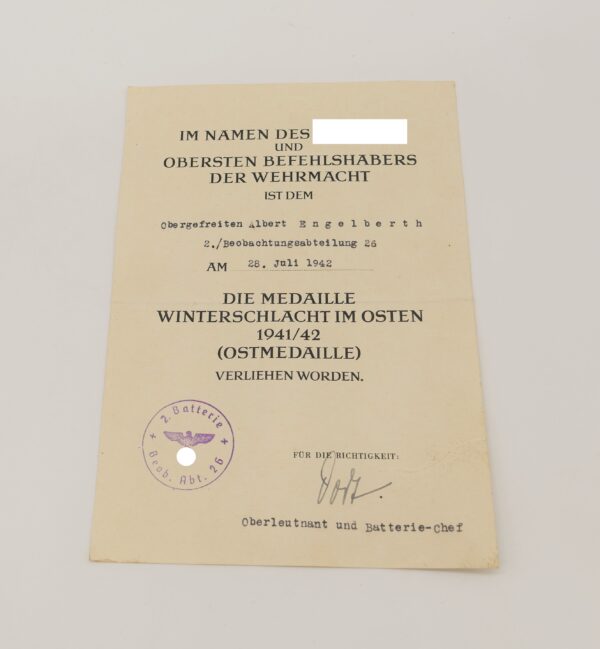 IM NAMEN DES
UND
OBERSTEN BEFEHLSHABERS
DER WEHRMACHT
IST DEM
Obergefreiten Albert E n g e l b e r t h
2./Beobachtungsabteilung 26
AM 28. Juli 1942
DIE MEDAILLE
WINTERSCHLACHT IM OSTEN
1941/42
(OSTMEDAILLE)
VERLIEHEN WORDEN.
2. Batterie
+ Beob. Abt. 26 +
FÜR DIE RICHTIGKEIT:
Oberleutnant und Batterie-Chef